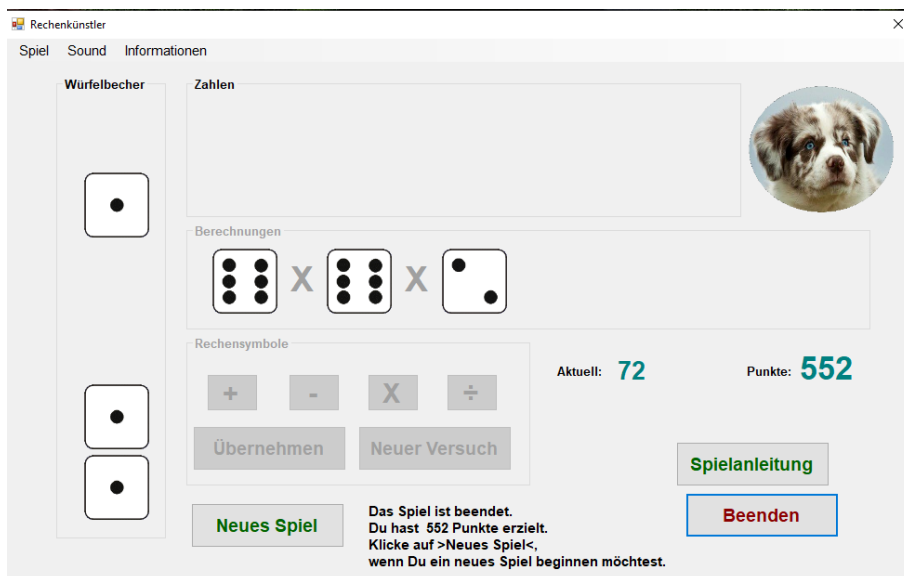 Rechenkünstler
Spiel Sound Informationen
Würfelbecher
Zahlen
Berechnungen
X X
Rechensymbole
+ - X ÷
Übernehmen Neuer Versuch
Aktuell: 72
Punkte: 552
Spielanleitung
Beenden
Neues Spiel
Das Spiel ist beendet.
Du hast 552 Punkte erzielt.
Klicke auf >Neues Spiel<,
wenn Du ein neues Spiel beginnen möchtest.